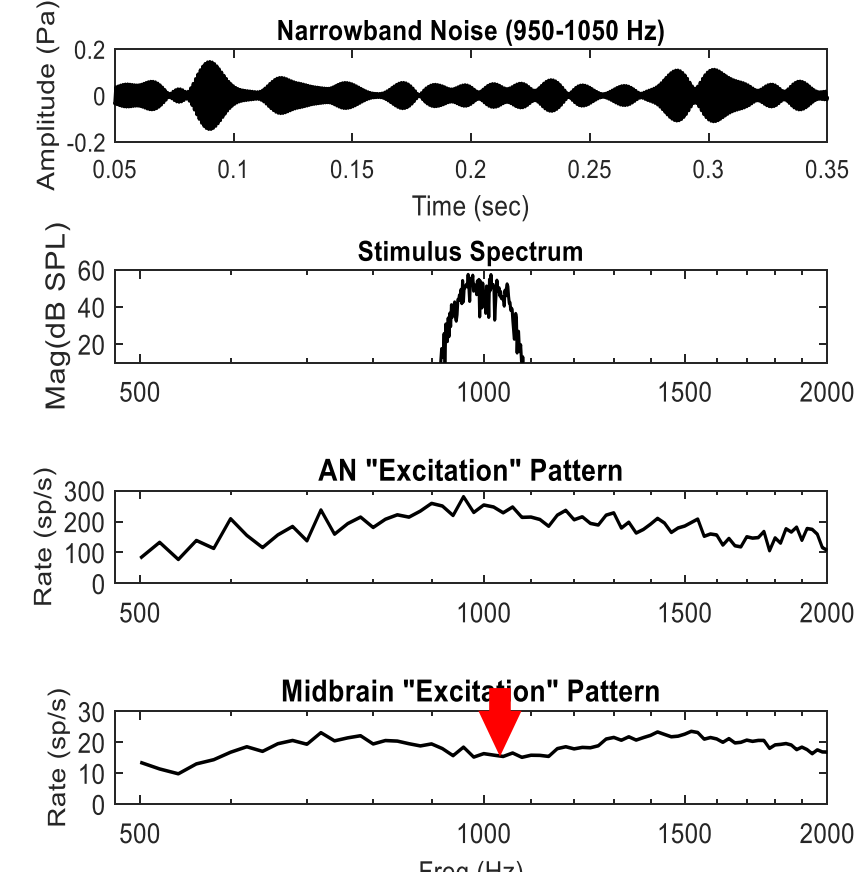 Narrowband Noise (950-1050 Hz)
Amplitude (Pa)
0.2
0
-0.2
0.05 0.1 0.15 0.2 0.25 0.3 0.35
Time (sec)
Stimulus Spectrum
Mag(dB SPL)
60
40
20
500 1000 1500 2000
AN "Excitation" Pattern
Rate (sp/s)
300
200
100
0
500 1000 1500 2000
Midbrain "Excitation" Pattern
Rate (sp/s)
30
20
10
0
500 1000 1500 2000
Freq (Hz)